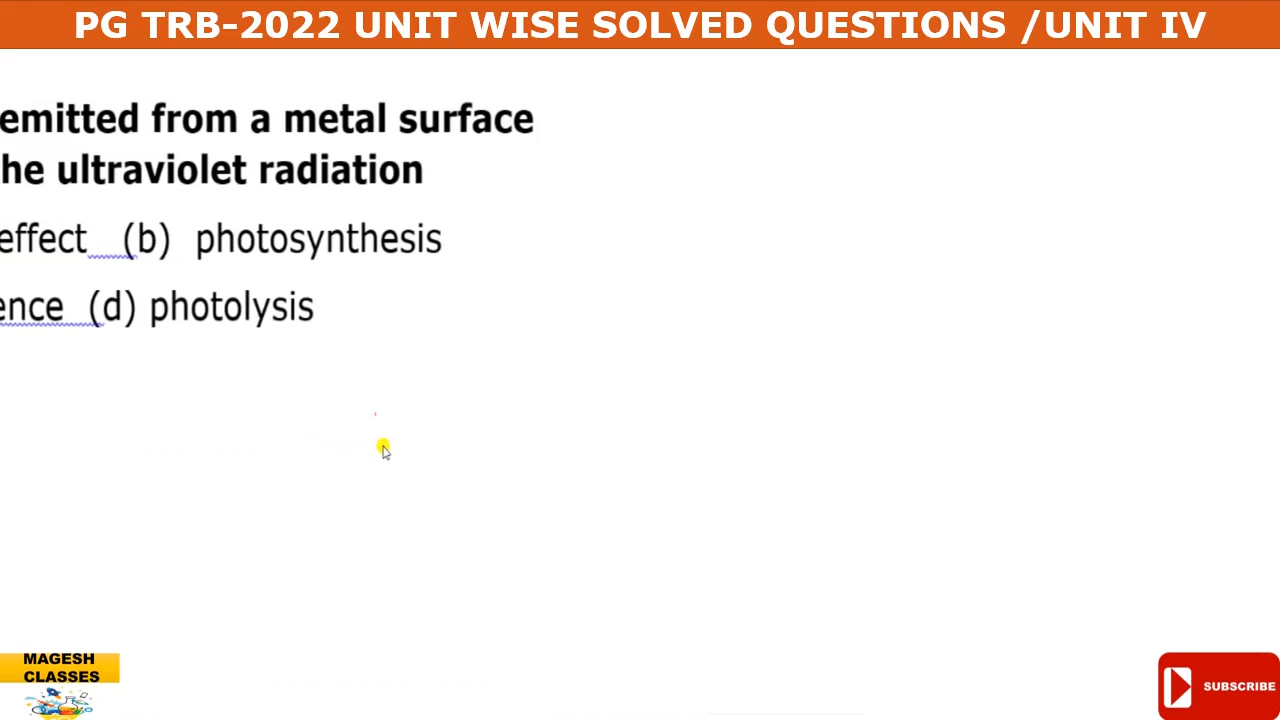 PG TRB-2022 UNIT WISE SOLVED QUESTIONS /UNIT IV
emitted from a metal surface
he ultraviolet radiation
effect (b) photosynthesis
ence (d) photolysis
MAGESH
CLASSES
SUBSCRIBE